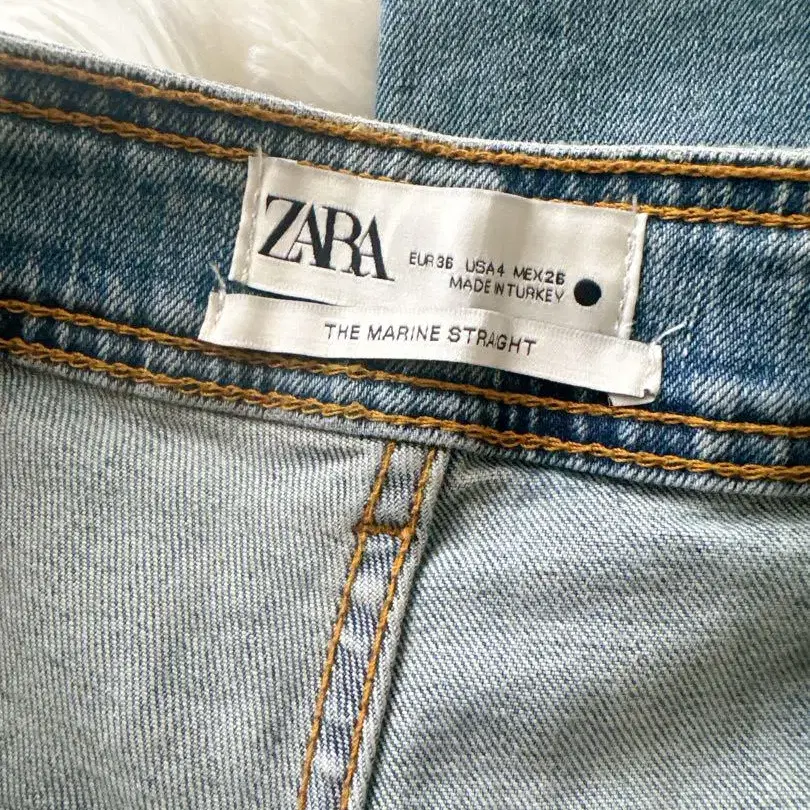 ZARA
EUR 36 USA 4 MEX 26
MADE IN TURKEY
THE MARINE STRAIGHT